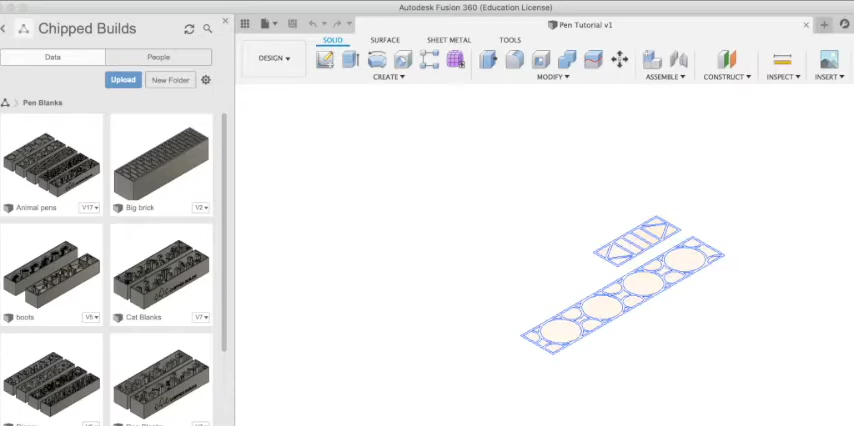 Autodesk Fusion 360 (Education License)
Chipped Builds
Pen Tutorial v1
Data
People
Upload
New Folder
Pen Blanks
DESIGN
SOLID
SURFACE
SHEET METAL
TOOLS
CREATE
MODIFY
ASSEMBLE
CONSTRUCT
INSPECT
INSERT
Animal pens
V17
Big brick
V2
boots
V5
Cat Blanks
V7